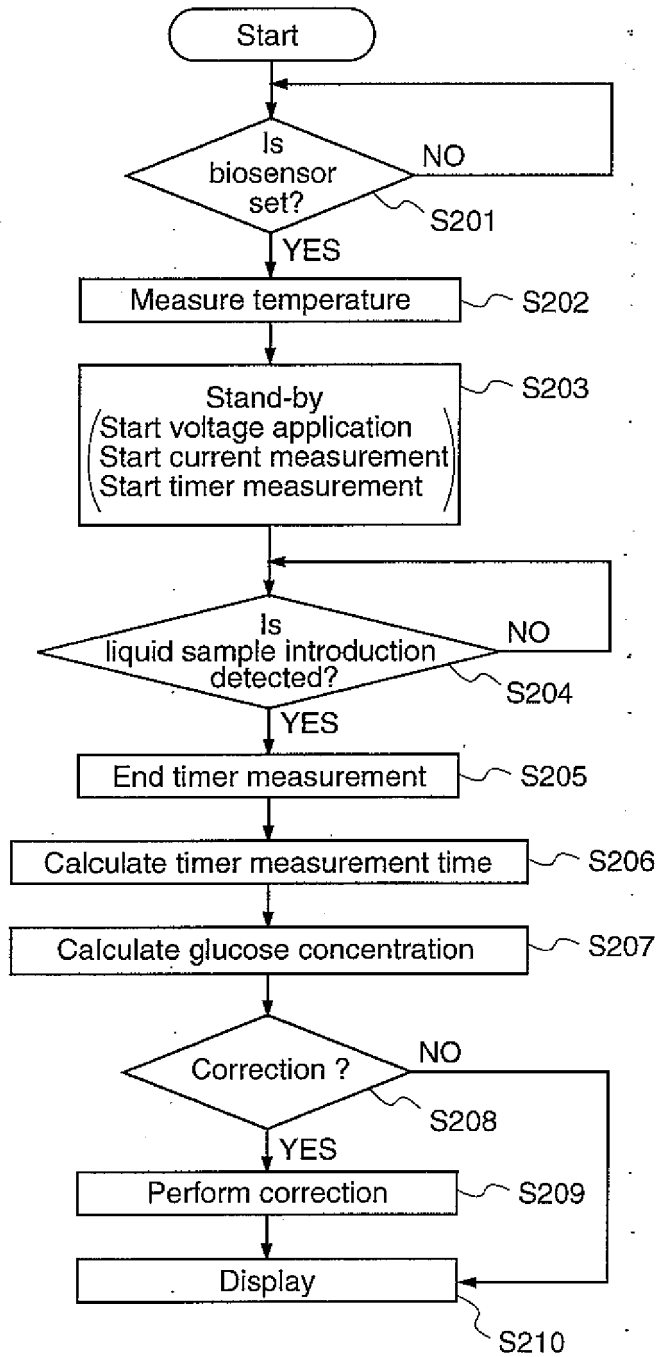 Start
Is
biosensor
set?
NO
S201
YES
Measure temperature
S202
Stand-by
Start voltage application
Start current measurement
Start timer measurement
S203
Is
liquid sample introduction
detected?
NO
S204
YES
End timer measurement
S205
Calculate timer measurement time
S206
Calculate glucose concentration
S207
Correction ?
NO
S208
YES
Perform correction
S209
Display
S210